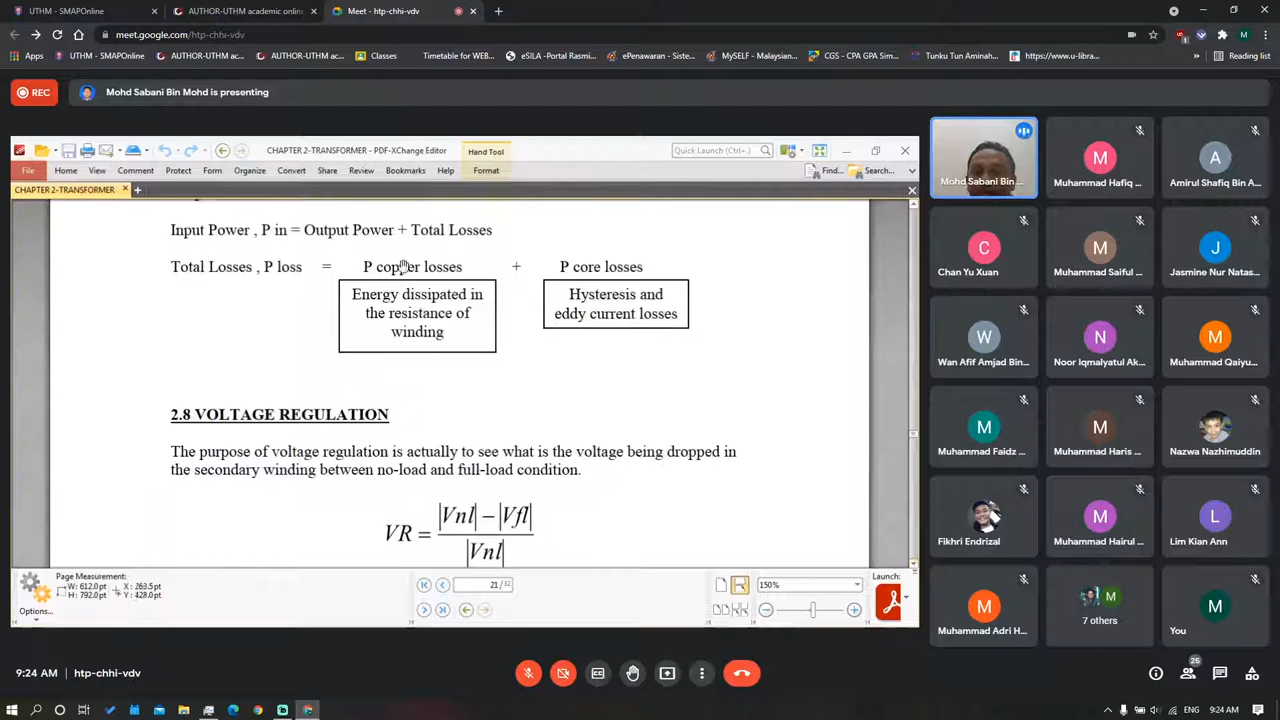 UTHM - SMAPOnline
AUTHOR-UTHM academic onlin
Meet - htp-chhi-vdv
meet.google.com/htp-chhi-vdv
Apps
UTHM - SMAPOnline
AUTHOR-UTHM ac...
AUTHOR-UTHM ac...
Classes
Timetable for WEB...
eSILA -Portal Rasmi...
ePenawaran - Siste...
MySELF - Malaysian...
CGS - CPA GPA Sim...
Tunku Tun Aminah...
https://www.u-libra...
»
Reading list
REC
Mohd Sabani Bin Mohd is presenting
CHAPTER 2-TRANSFORMER - PDF-XChange Editor
Hand Tool
Quick Launch (Ctrl+.)
File
Home
View
Comment
Protect
Form
Organize
Convert
Share
Review
Bookmarks
Help
Format
Find...
Search...
CHAPTER 2-TRANSFORMER
Input Power , P in = Output Power + Total Losses
Total Losses , P loss = P copper losses + P core losses
Energy dissipated in
the resistance of
winding
Hysteresis and
eddy current losses
2.8 VOLTAGE REGULATION
The purpose of voltage regulation is actually to see what is the voltage being dropped in
the secondary winding between no-load and full-load condition.
VR = |Vnl| − |Vfl|
|Vnl|
Page Measurement:
W: 612.0 pt
H: 792.0 pt
X: 263.5 pt
Y: 428.0 pt
Options...
21 / 32
150%
Launch:
Mohd Sabani Bin ...
Muhammad Hafiq ...
Amirul Shafiq Bin A...
Chan Yu Xuan
Muhammad Saiful ...
Jasmine Nur Natas...
Wan Afif Amjad Bin...
Noor Iqmalyatul Ak...
Muhammad Qaiyu...
Muhammad Faidz ...
Muhammad Haris ...
Nazwa Nazhimuddin
Fikhri Endrizal
Muhammad Hairul ...
Lim Kian Ann
Muhammad Adri H...
7 others
You
9:24 AM
htp-chhi-vdv
25
ENG
9:24 AM